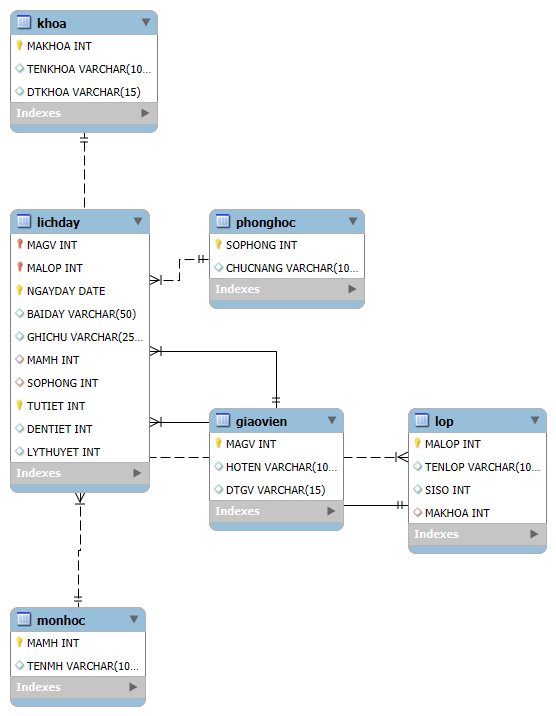 khoa
MAKHOA INT
TENKHOA VARCHAR(10...
DTKHOA VARCHAR(15)
Indexes
lichday
MAGV INT
MALOP INT
NGAYDAY DATE
BAIDAY VARCHAR(50)
GHICHU VARCHAR(25...
MAMH INT
SOPHONG INT
TUTIET INT
DENTIET INT
LYTHUYET INT
Indexes
phonghoc
SOPHONG INT
CHUCNANG VARCHAR(10...
Indexes
giaovien
MAGV INT
HOTEN VARCHAR(10...
DTGV VARCHAR(15)
Indexes
lop
MALOP INT
TENLOP VARCHAR(10...
SISO INT
MAKHOA INT
Indexes
monhoc
MAMH INT
TENMH VARCHAR(10...
Indexes